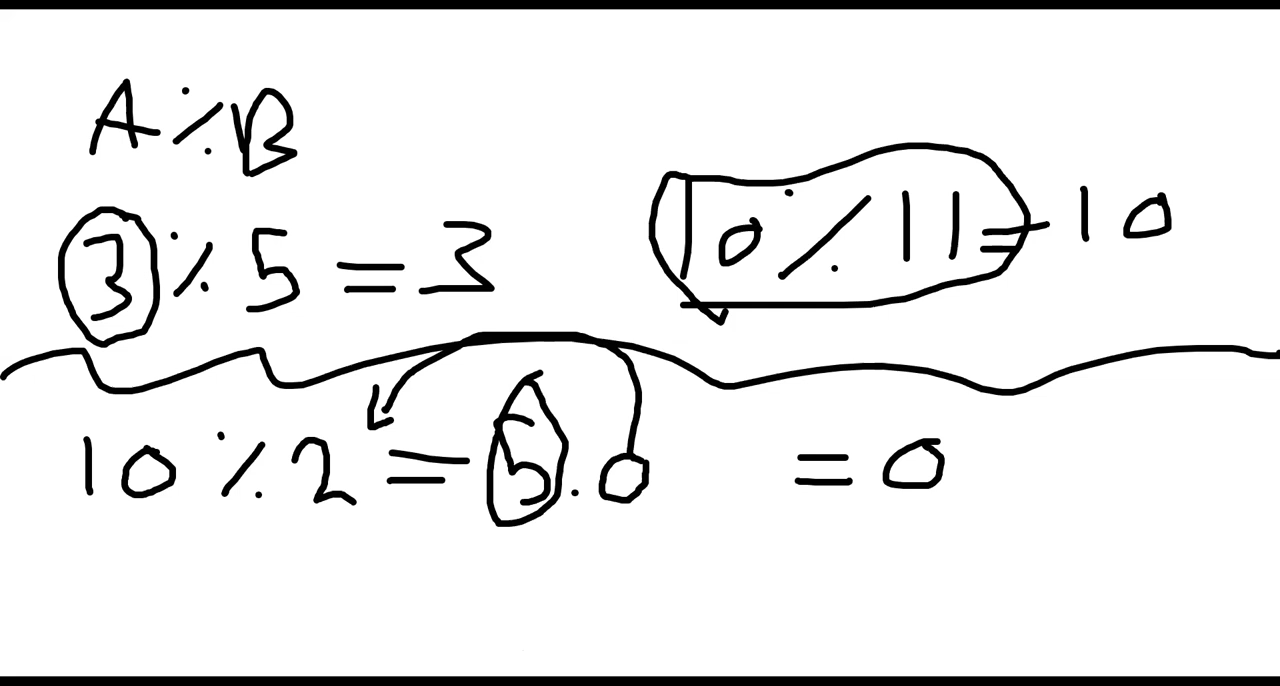 A % B
3 % 5 = 3
10 % 11 = 10
10 % 2 = 5.0 = 0